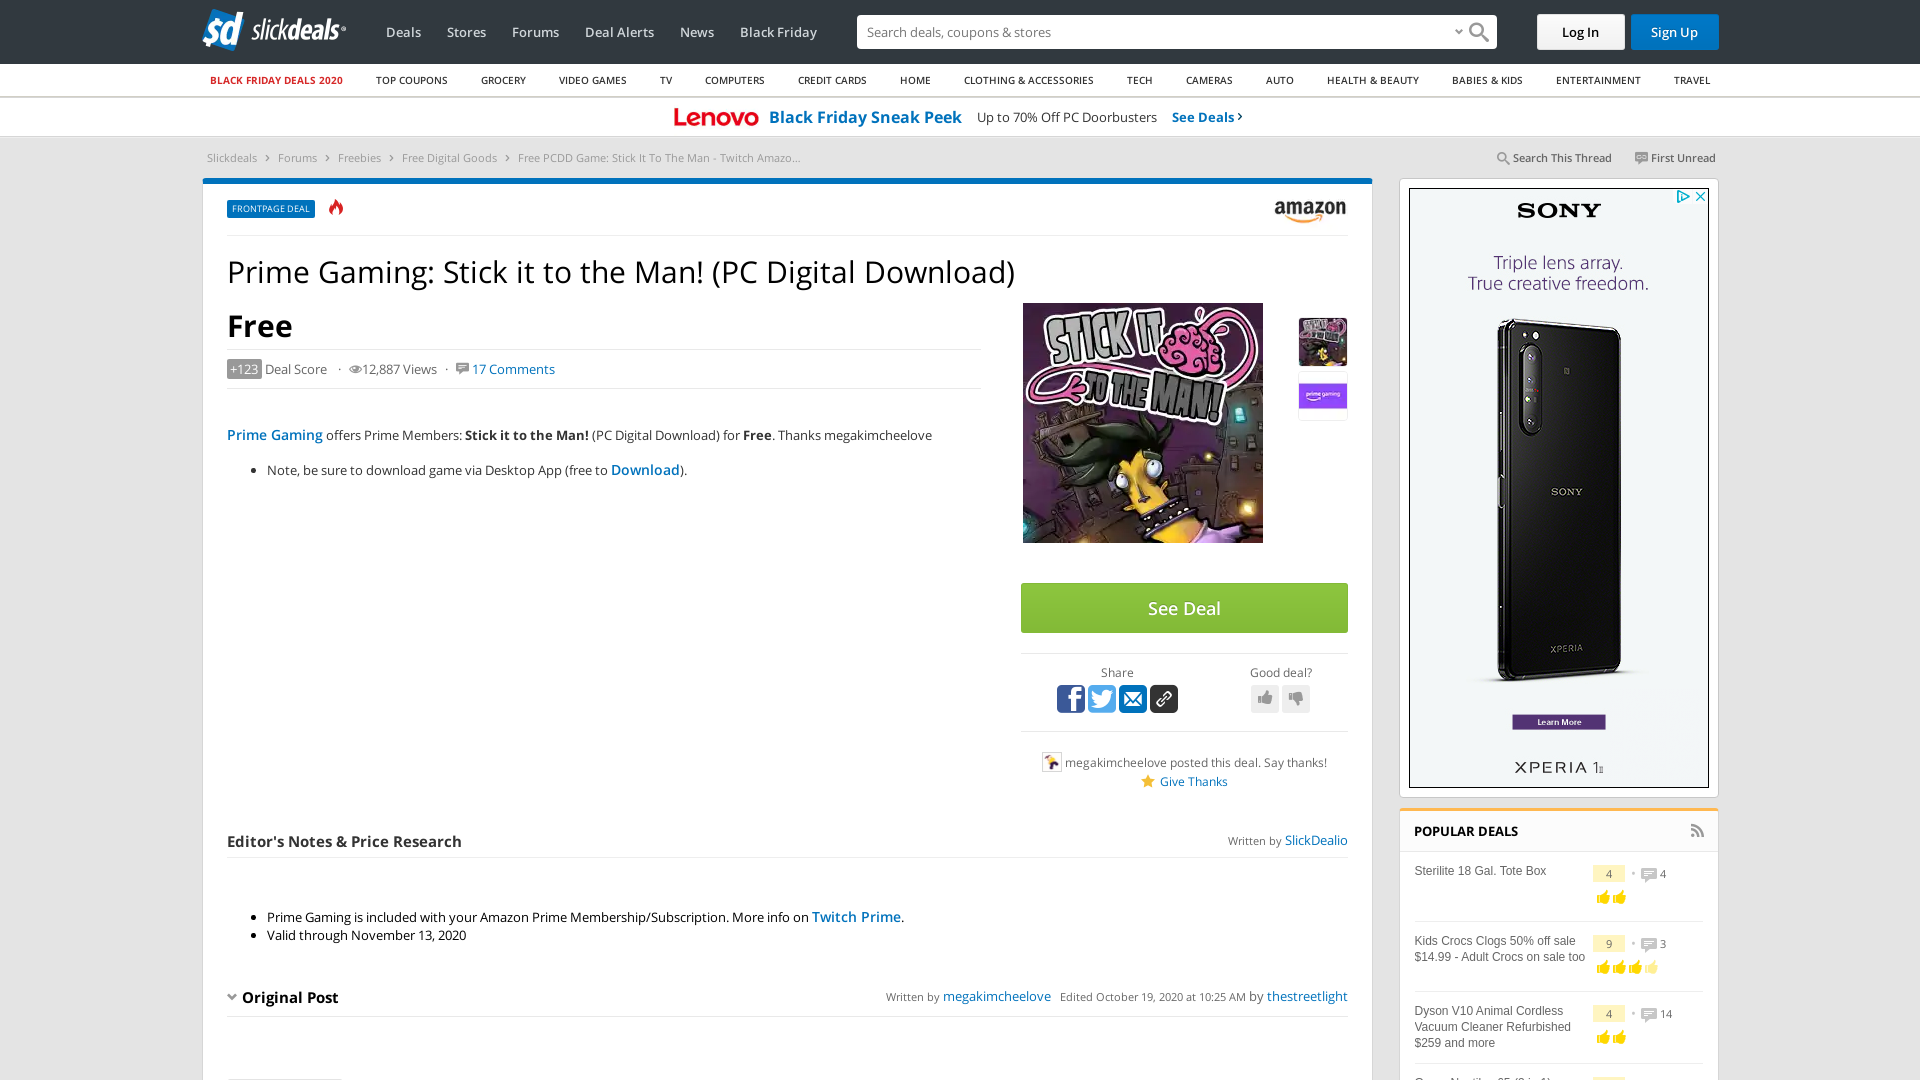 sd slickdeals
Deals Stores Forums Deal Alerts News Black Friday
Search deals, coupons & shopping
Log In Sign Up
BLACK FRIDAY DEALS 2020 TOP COUPONS GROCERY VIDEO GAMES TV COMPUTERS CREDIT CARDS HOME CLOTHING & ACCESSORIES TECH CAMERAS AUTO HEALTH & BEAUTY BABIES & KIDS ENTERTAINMENT TRAVEL
Lenovo Black Friday Sneak Peek Up to 70% Off PC Doorbusters See Deals
Slickdeals > Forums > Freebies > Free Digital Goods > Free PCDD Game: Stick It To The Man - Twitch Amazo...
Search This Thread First Unread
FRONTPAGE DEAL
amazon
Prime Gaming: Stick it to the Man! (PC Digital Download)
Free
+123 Deal Score · 12,887 Views · 17 Comments
Prime Gaming offers Prime Members: Stick it to the Man! (PC Digital Download) for Free. Thanks megakimcheelove
• Note, be sure to download game via Desktop App (free to Download).
STICK IT
TO THE MAN!
prime gaming
See Deal
Share
Good deal?
megakimcheelove posted this deal. Say thanks!
Give Thanks
Editor's Notes & Price Research
Written by SlickDealio
• Prime Gaming is included with your Amazon Prime Membership/Subscription. More info on Twitch Prime.
• Valid through November 13, 2020
Original Post
Written by megakimcheelove Edited October 19, 2020 at 10:25 AM by thestreetlight
SONY
Triple lens array.
True creative freedom.
SONY
XPERIA
Learn More
XPERIA 1 II
POPULAR DEALS
Sterilite 18 Gal. Tote Box
4 • 4
Kids Crocs Clogs 50% off sale
$14.99 - Adult Crocs on sale too
9 • 3
Dyson V10 Animal Cordless
Vacuum Cleaner Refurbished
$259 and more
4 • 14